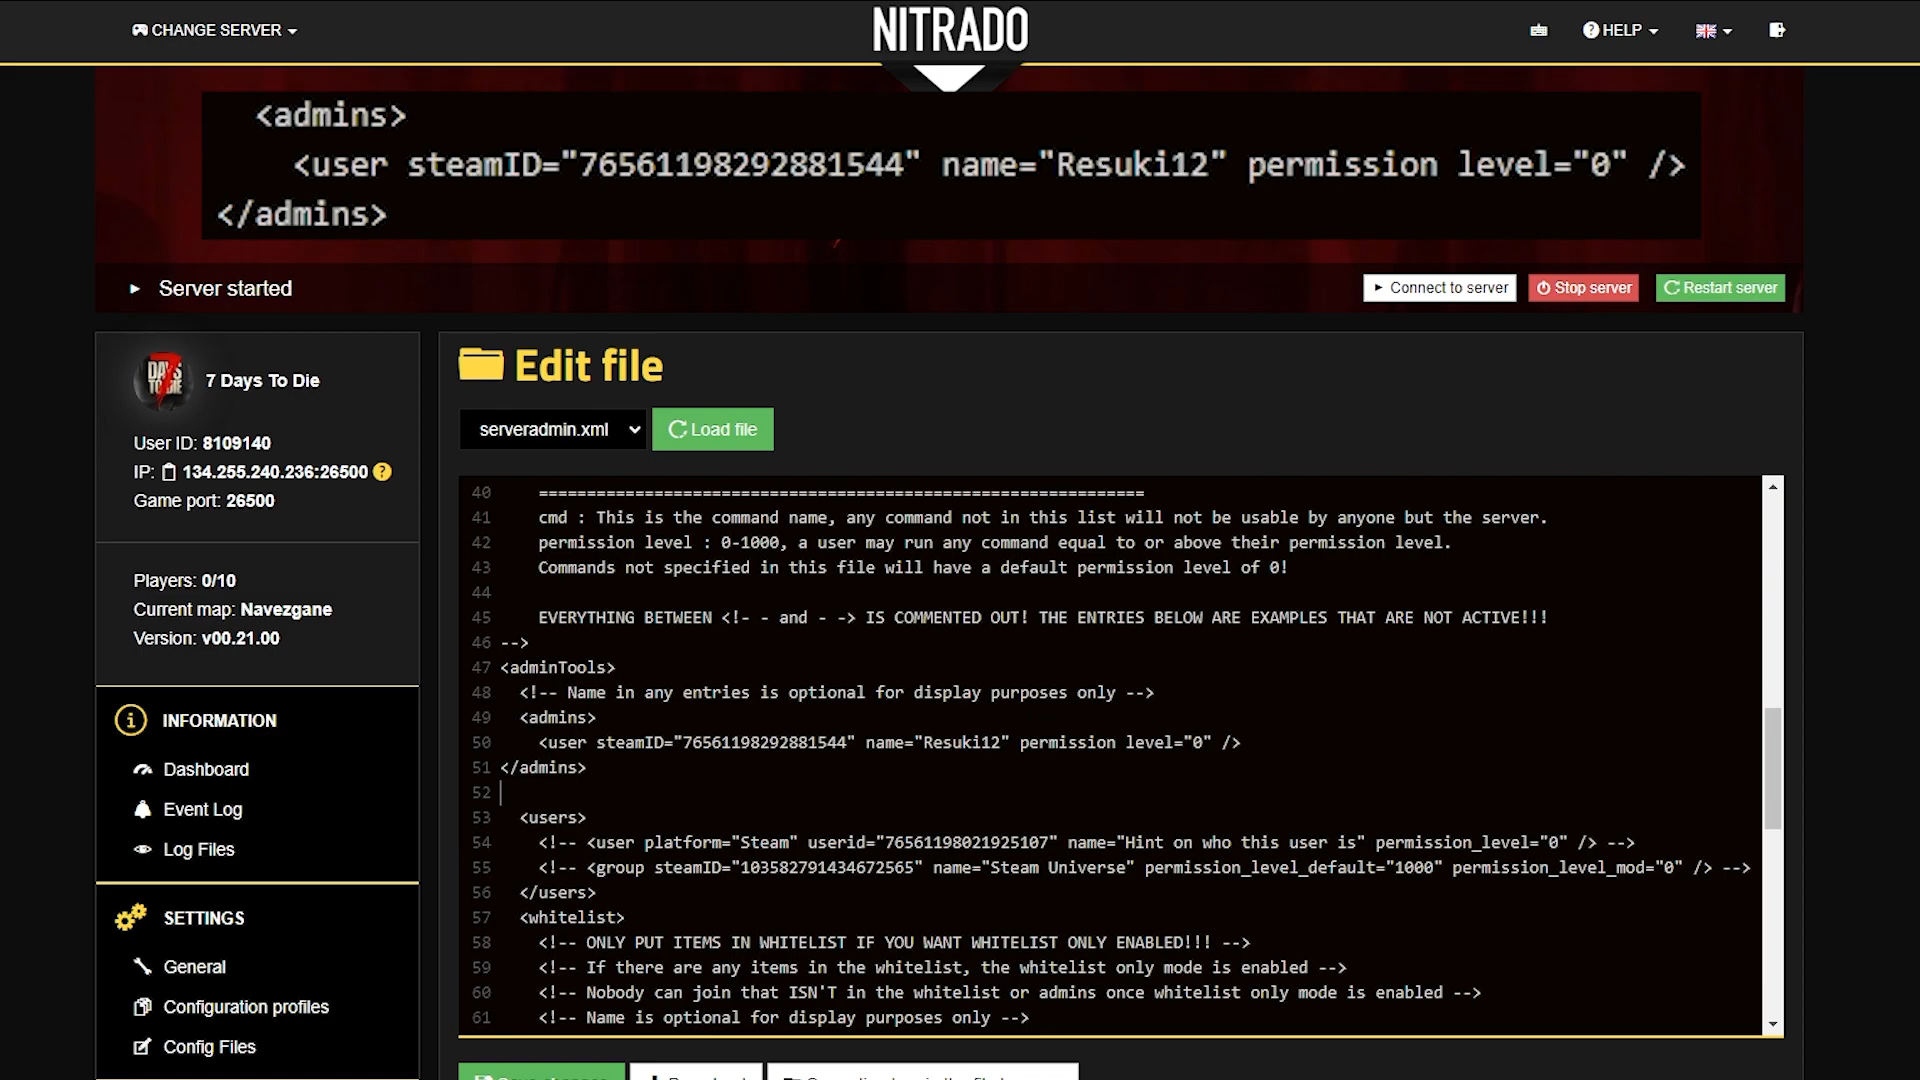 CHANGE SERVER
NITRADO
HELP
<admins>
<user steamID="76561198292881544" name="Resuki12" permission level="0" />
</admins>
Server started
Connect to server
Stop server
Restart server
DAYS TO DIE
7 Days To Die
User ID: 8109140
IP: 134.255.240.236:26500 ?
Game port: 26500
Players: 0/10
Current map: Navezgane
Version: v00.21.00
INFORMATION
Dashboard
Event Log
Log Files
SETTINGS
General
Configuration profiles
Config Files
Edit file
serveradmin.xml
Load file
40 ===============================================================
41 cmd : This is the command name, any command not in this list will not be usable by anyone but the server.
42 permission level : 0-1000, a user may run any command equal to or above their permission level.
43 Commands not specified in this file will have a default permission level of 0!
44
45 EVERYTHING BETWEEN <!- - and - -> IS COMMENTED OUT! THE ENTRIES BELOW ARE EXAMPLES THAT ARE NOT ACTIVE!!!
46 -->
47 <adminTools>
48 <!-- Name in any entries is optional for display purposes only -->
49 <admins>
50 <user steamID="76561198292881544" name="Resuki12" permission level="0" />
51 </admins>
52
53 <users>
54 <!-- <user platform="Steam" userid="76561198021925107" name="Hint on who this user is" permission_level="0" /> -->
55 <!-- <group steamID="103582791434672565" name="Steam Universe" permission_level_default="1000" permission_level_mod="0" /> -->
56 </users>
57 <whitelist>
58 <!-- ONLY PUT ITEMS IN WHITELIST IF YOU WANT WHITELIST ONLY ENABLED!!! -->
59 <!-- If there are any items in the whitelist, the whitelist only mode is enabled -->
60 <!-- Nobody can join that ISN'T in the whitelist or admins once whitelist only mode is enabled -->
61 <!-- Name is optional for display purposes only -->